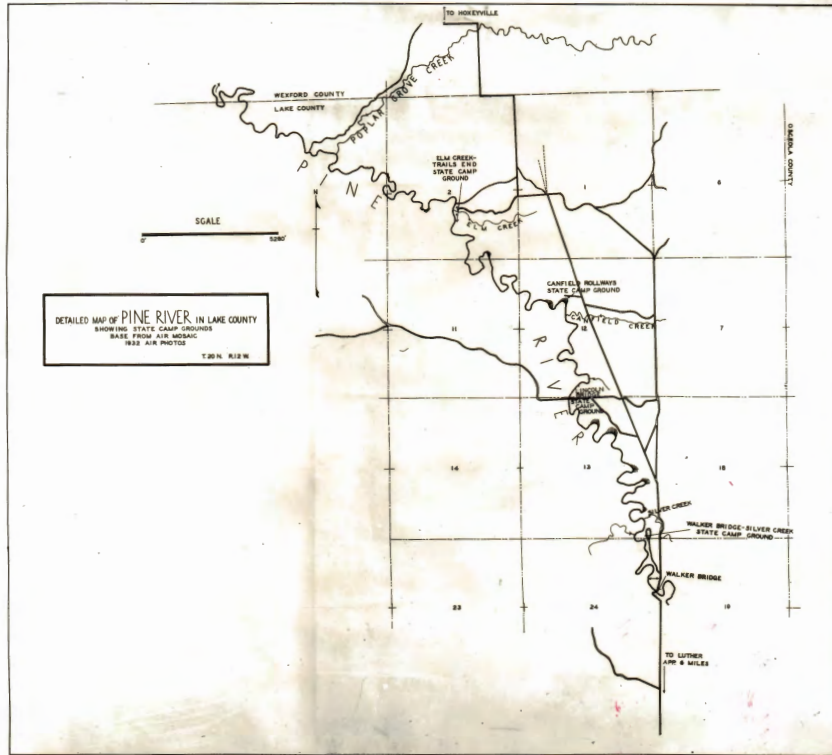 TO HOXEYVILLE
WEXFORD COUNTY
LAKE COUNTY
POPLAR GROVE CREEK
OSCEOLA COUNTY
PINE
RIVER
ELM CREEK-
TRAILS END
STATE CAMP
GROUND
2
1
6
ELM CREEK
N
SCALE
0'
5280'
CANFIELD ROLLWAYS
STATE CAMP GROUND
CANFIELD CREEK
DETAILED MAP OF PINE RIVER IN LAKE COUNTY
SHOWING STATE CAMP GROUNDS
BASE FROM AIR MOSAIC
T.20 N. R.12 W.
11
12
7
LINCOLN
BRIDGE
STATE
CAMP
GROUND
14
13
18
SILVER CREEK
WALKER BRIDGE-SILVER CREEK
STATE CAMP GROUND
WALKER BRIDGE
23
24
19
TO LUTHER
APP. 6 MILES